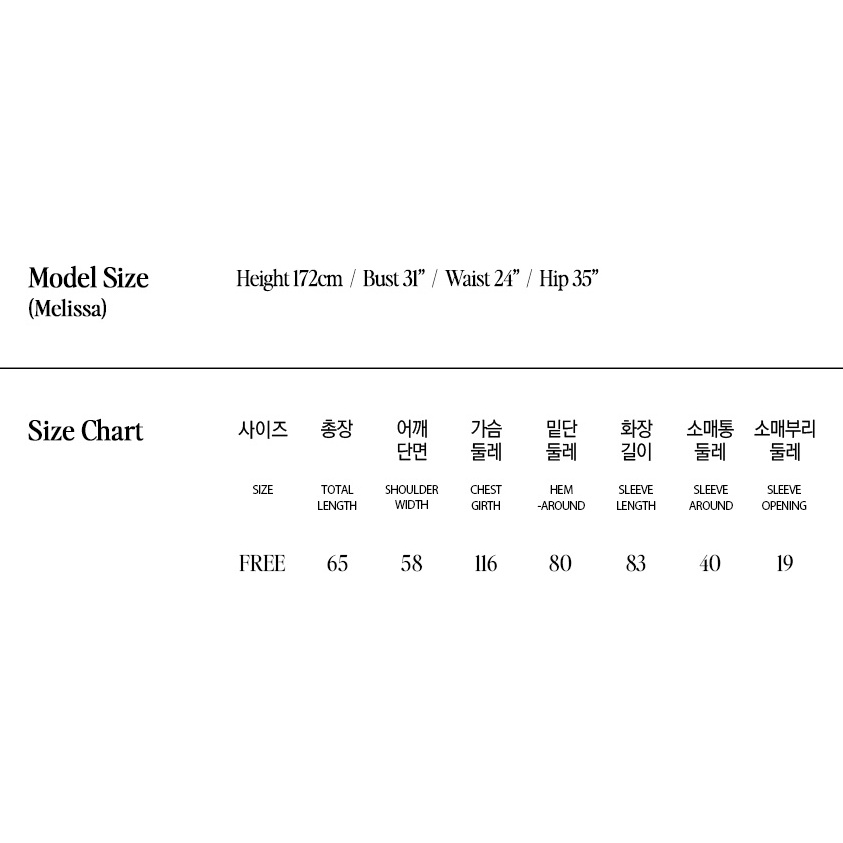 Model Size
(Melissa)
Height 172cm / Bust 31” / Waist 24” / Hip 35”
Size Chart
사이즈 총장 어깨 가슴 밑단 화장 소매통 소매부리
단면 둘레 둘레 길이 둘레 둘레
SIZE TOTAL SHOULDER CHEST HEM SLEEVE SLEEVE SLEEVE
LENGTH WIDTH GIRTH -AROUND LENGTH AROUND OPENING
FREE 65 58 116 80 83 40 19